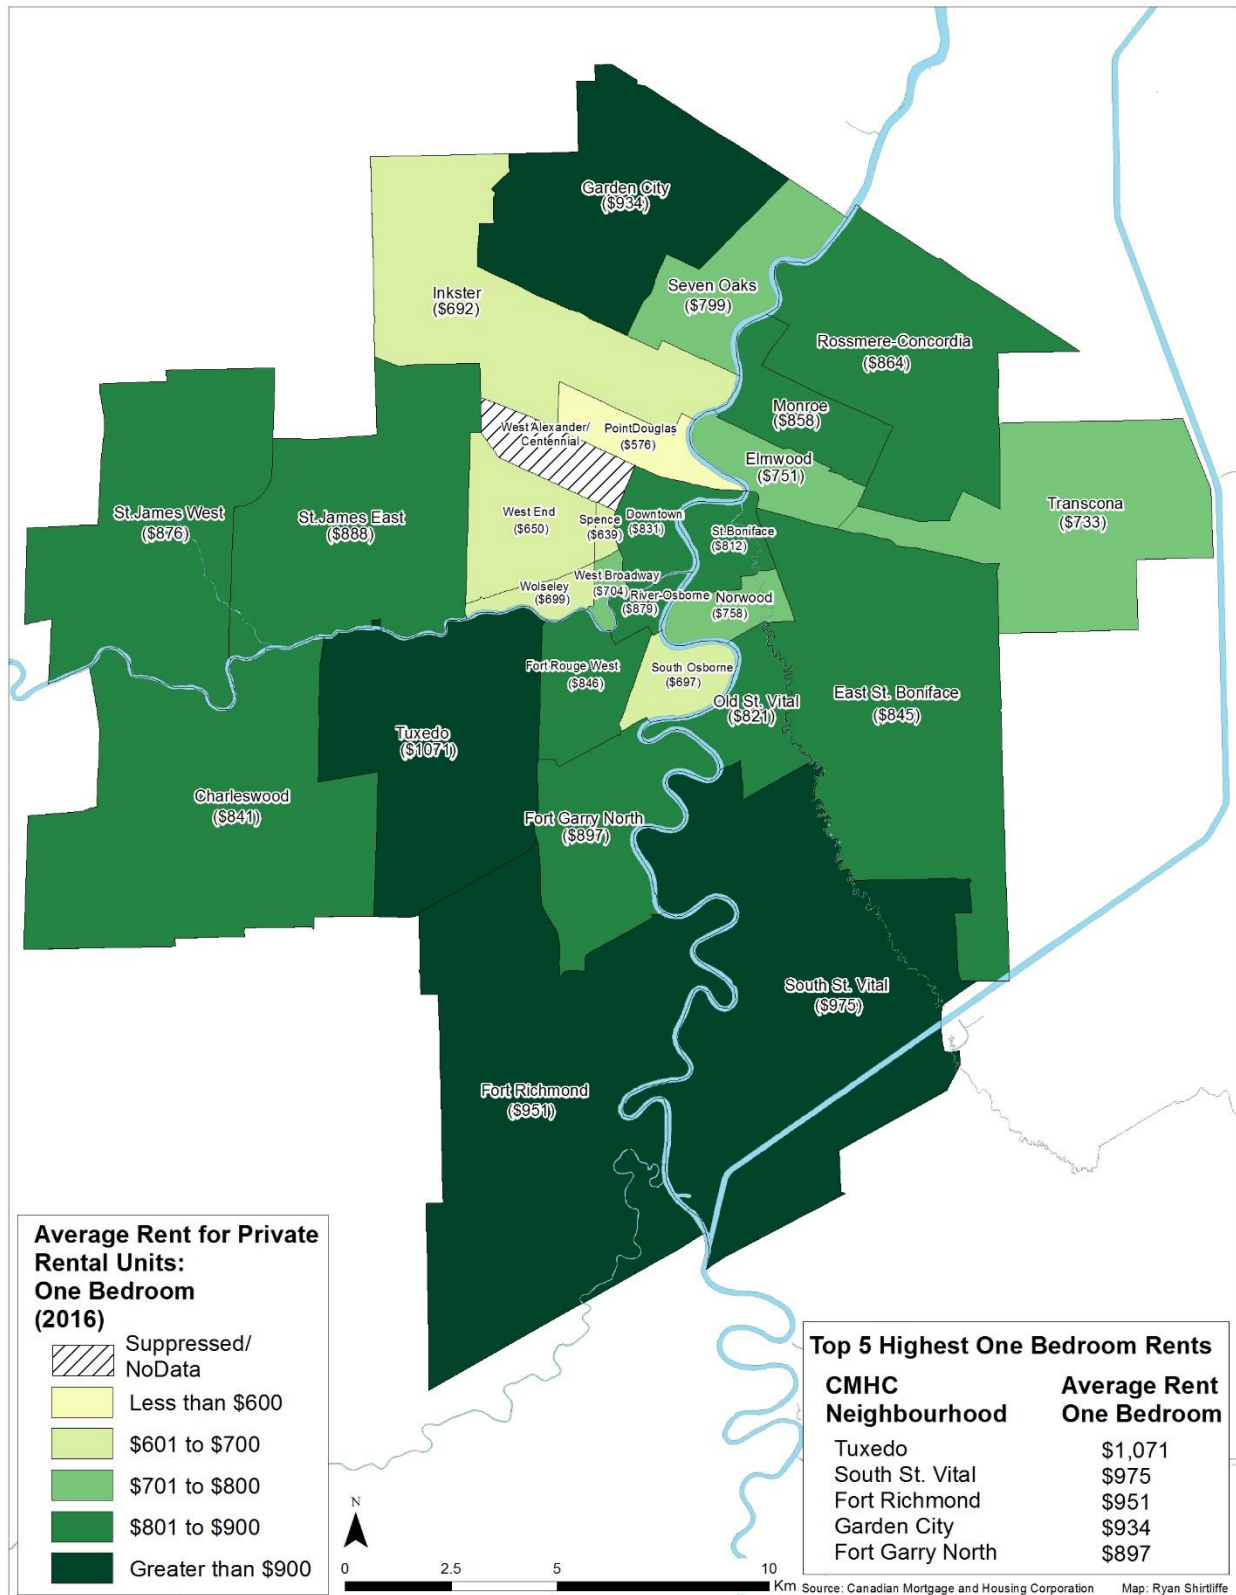 Garden City
($934)
Seven Oaks
($799)
Inkster
($692)
Rossmere-Concordia
($864)
Monroe
($858)
West Alexander/
Centennial
PointDouglas
($576)
Elmwood
($751)
Transcona
($733)
St.James West
($876)
St.James East
($888)
West End
($650)
Spence
($639)
Downtown
($831)
St.Boniface
($812)
West Broadway
($704)
Wolseley
($699)
River-Osborne
($879)
Norwood
($758)
Fort Rouge West
($846)
South Osborne
($697)
Old St. Vital
($821)
East St. Boniface
($845)
Tuxedo
($1071)
Charleswood
($841)
Fort Garry North
($897)
South St. Vital
($975)
Fort Richmond
($951)
Average Rent for Private
Rental Units:
One Bedroom
(2016)
Suppressed/
NoData
Less than $600
$601 to $700
$701 to $800
$801 to $900
Greater than $900
N
0 2.5 5 10
Km
Top 5 Highest One Bedroom Rents
CMHC Average Rent
Neighbourhood One Bedroom
Tuxedo $1,071
South St. Vital $975
Fort Richmond $951
Garden City $934
Fort Garry North $897
Source: Canadian Mortgage and Housing Corporation Map: Ryan Shirtliffe